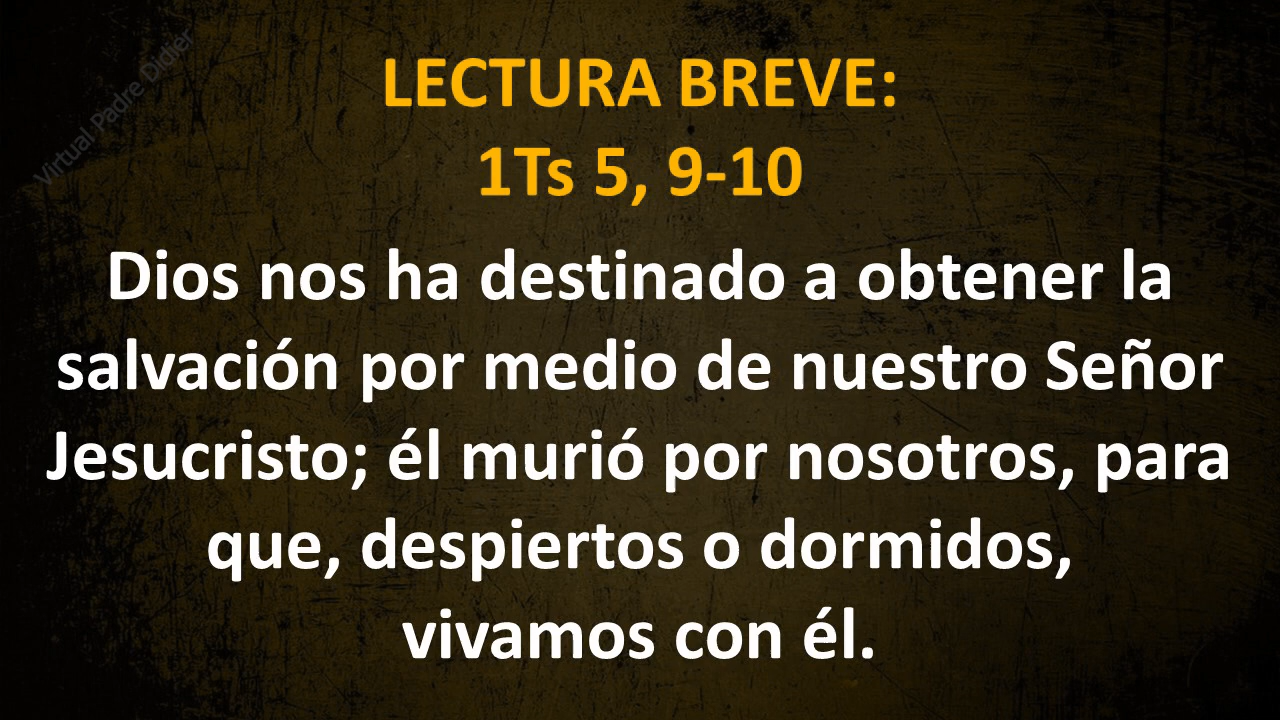 Virtual Padre Didier
LECTURA BREVE:
1Ts 5, 9-10
Dios nos ha destinado a obtener la
salvación por medio de nuestro Señor
Jesucristo; él murió por nosotros, para
que, despiertos o dormidos,
vivamos con él.